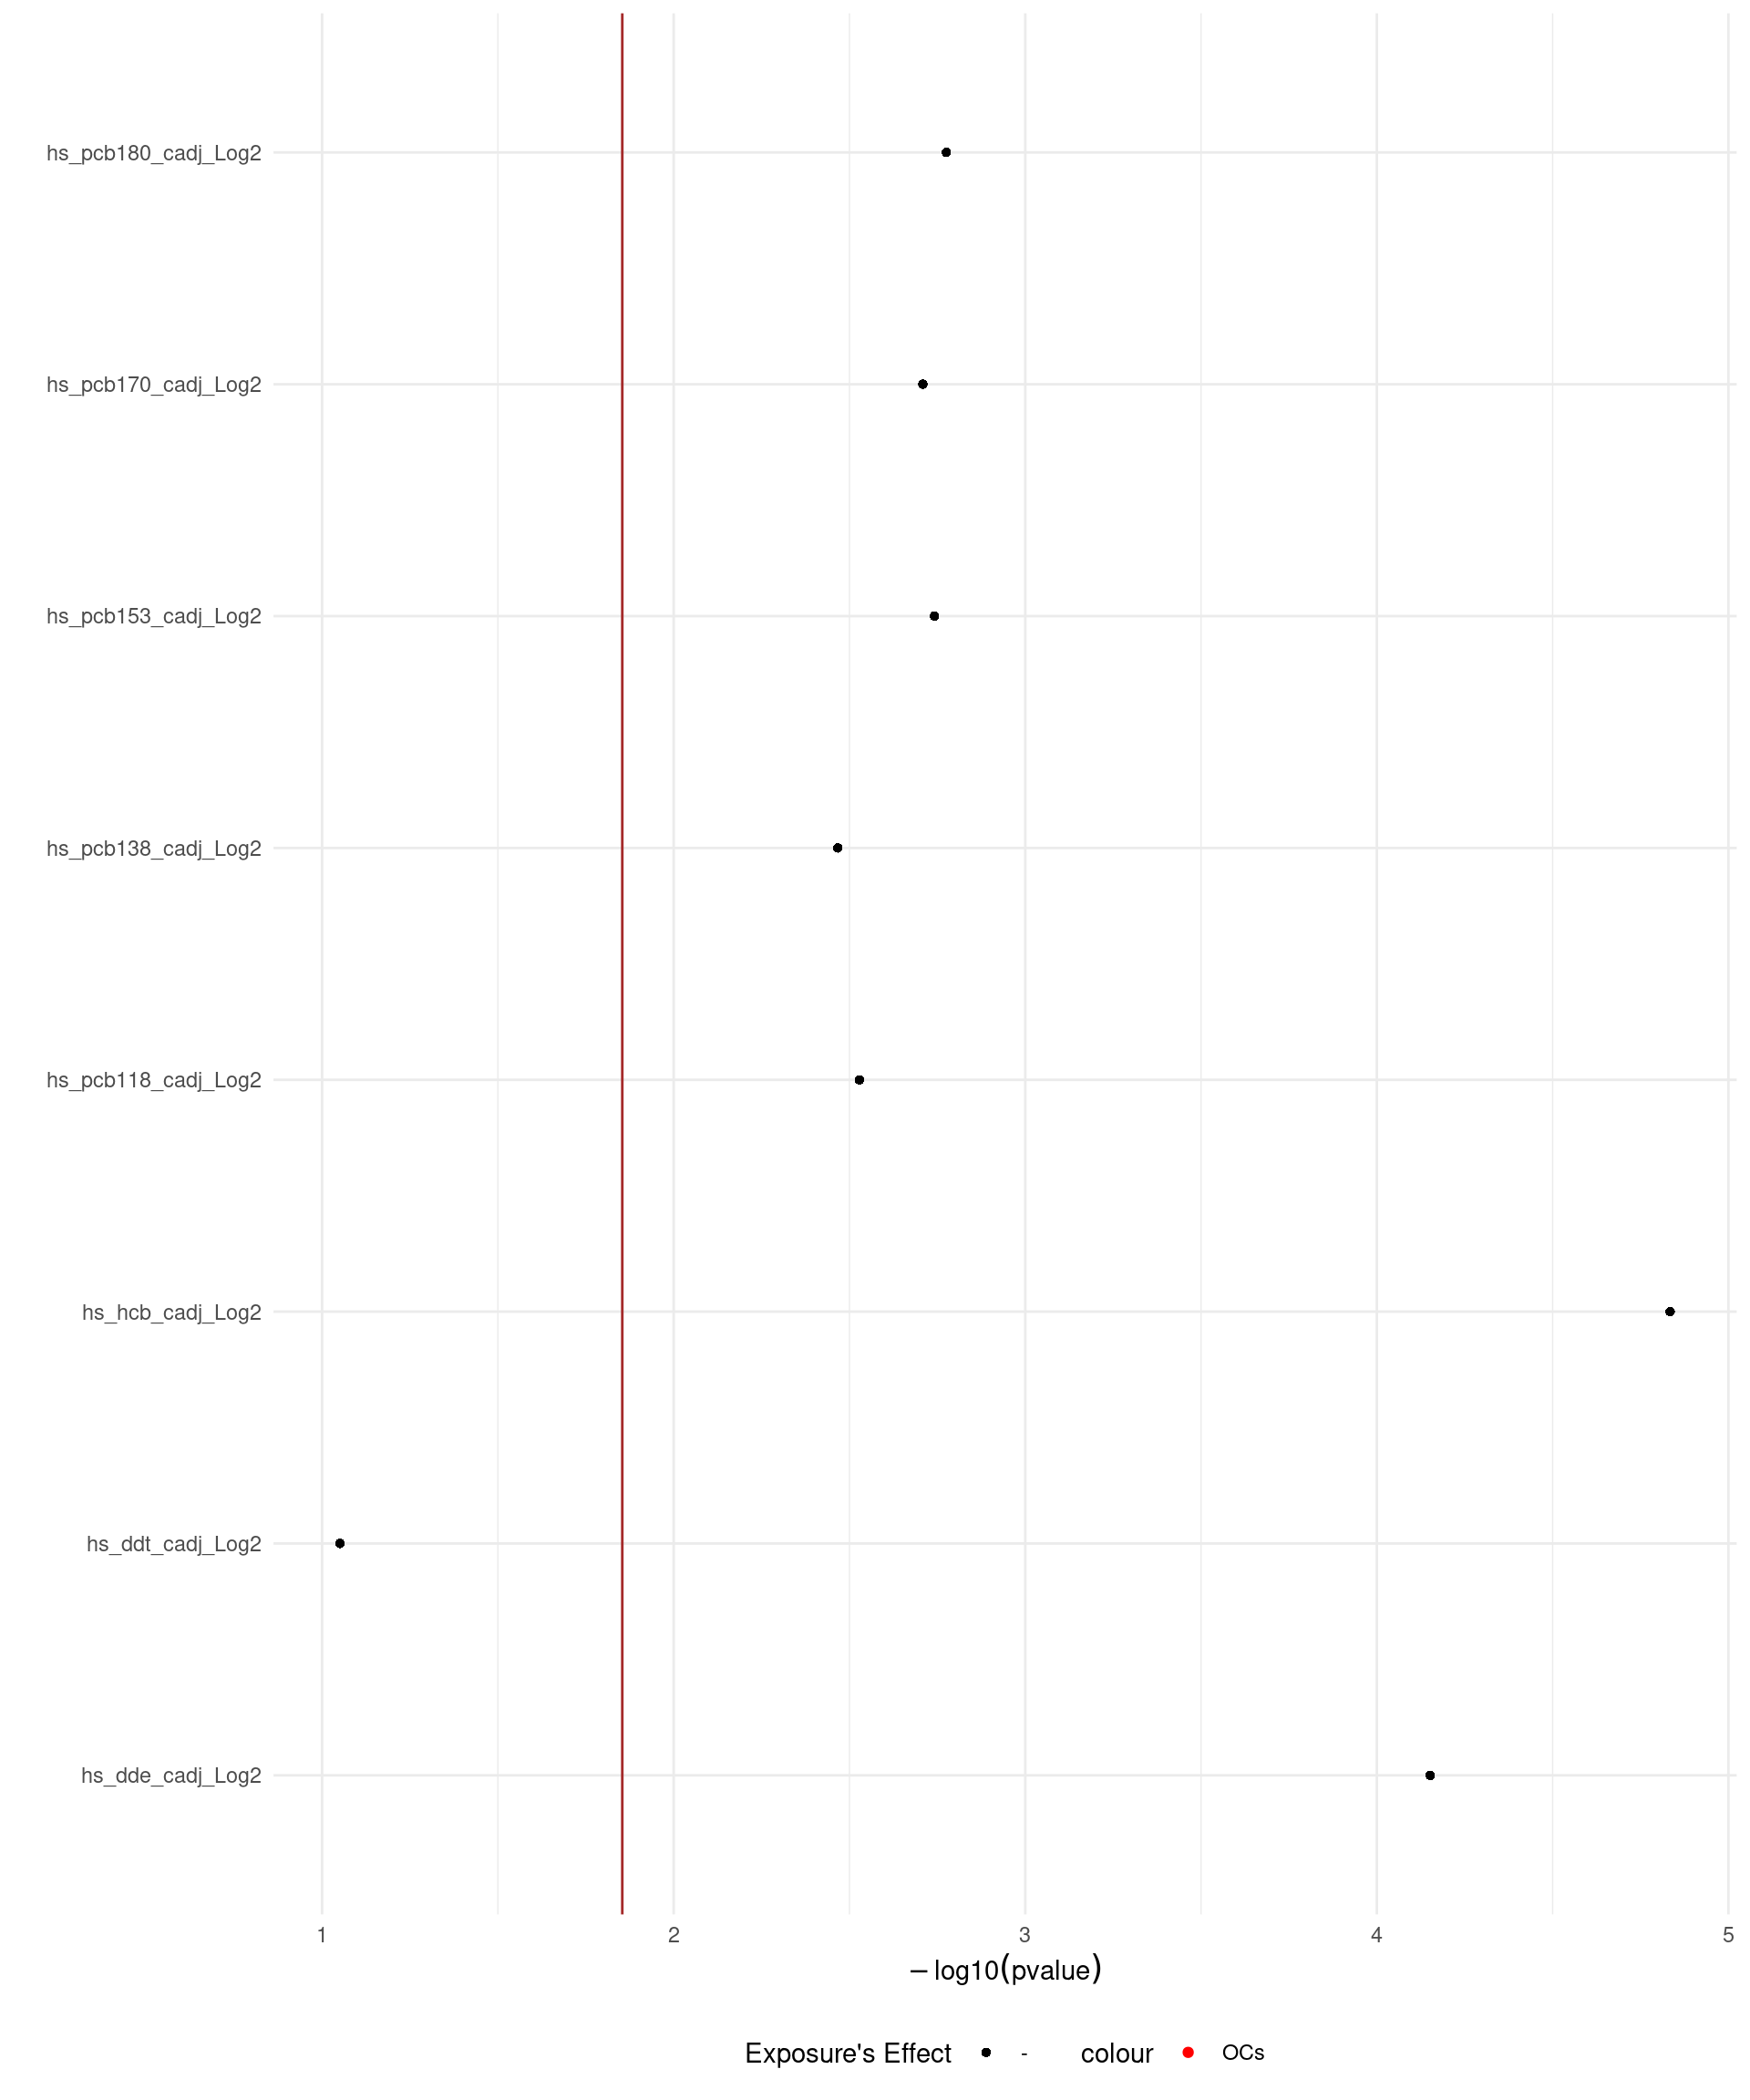 hs_pcb180_cadj_Log2
hs_pcb170_cadj_Log2
hs_pcb153_cadj_Log2
hs_pcb138_cadj_Log2
hs_pcb118_cadj_Log2
hs_hcb_cadj_Log2
hs_ddt_cadj_Log2
hs_dde_cadj_Log2
1 2 3 4 5
− log10(pvalue)
Exposure's Effect - colour OCs